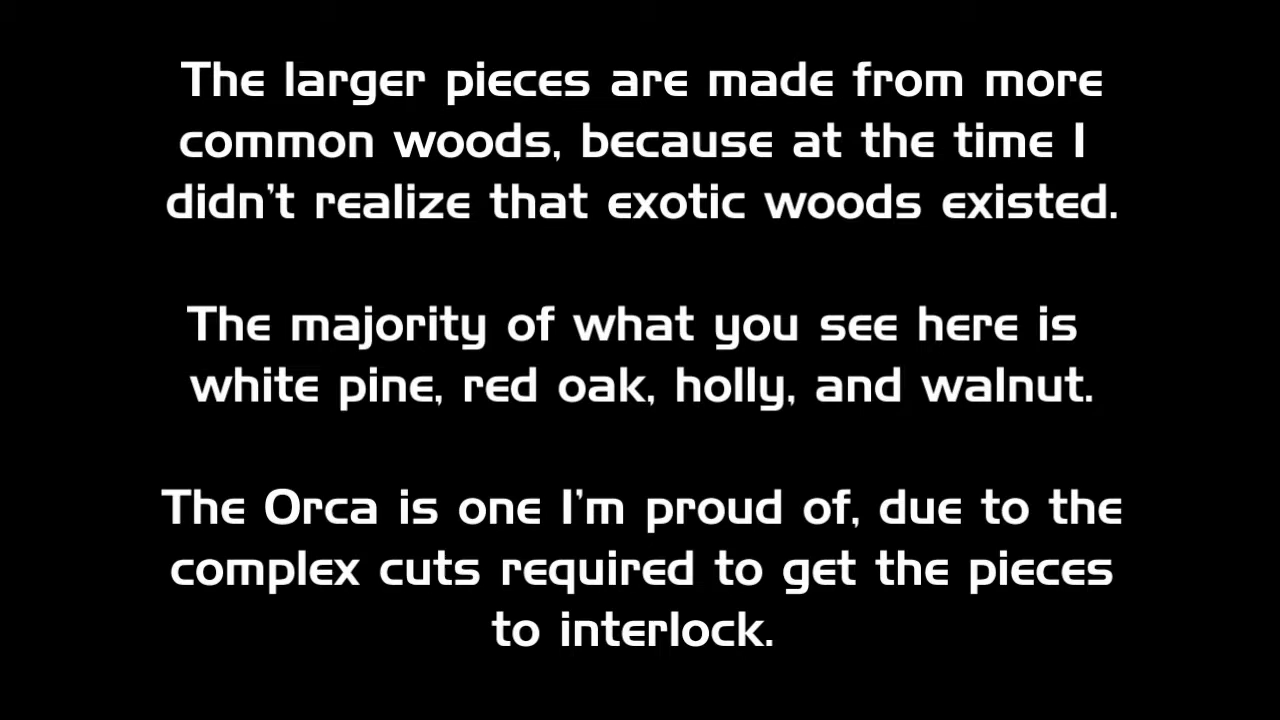 The larger pieces are made from more
common woods, because at the time I
didn't realize that exotic woods existed.
The majority of what you see here is
white pine, red oak, holly, and walnut.
The Orca is one I'm proud of, due to the
complex cuts required to get the pieces
to interlock.